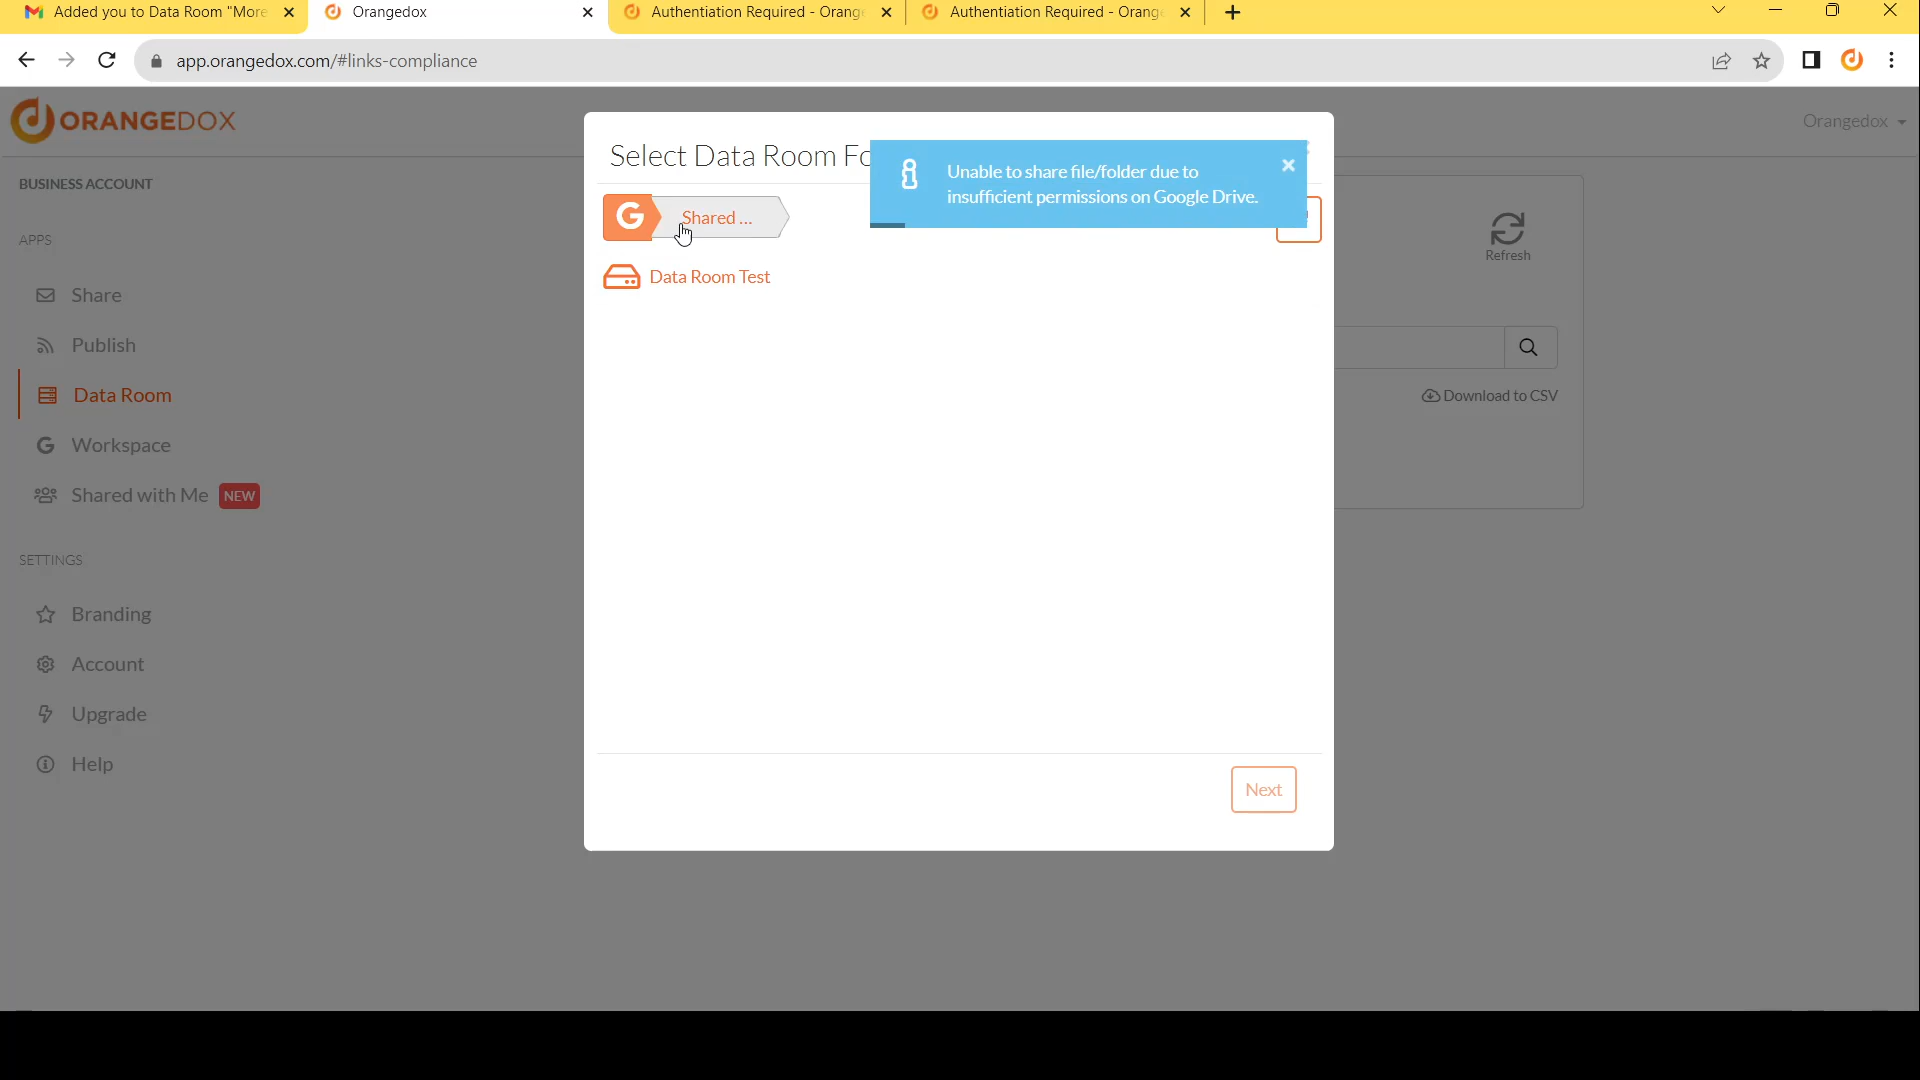 Added you to Data Room "More
Orangedox
Authentiation Required - Orang
Authentiation Required - Orang
app.orangedox.com/#links-compliance
ORANGEDOX
Orangedox
BUSINESS ACCOUNT
APPS
Share
Publish
Data Room
Workspace
Shared with Me NEW
SETTINGS
Branding
Account
Upgrade
Help
Select Data Room Fo
Unable to share file/folder due to
insufficient permissions on Google Drive.
G Shared ...
Data Room Test
Next
Refresh
Download to CSV